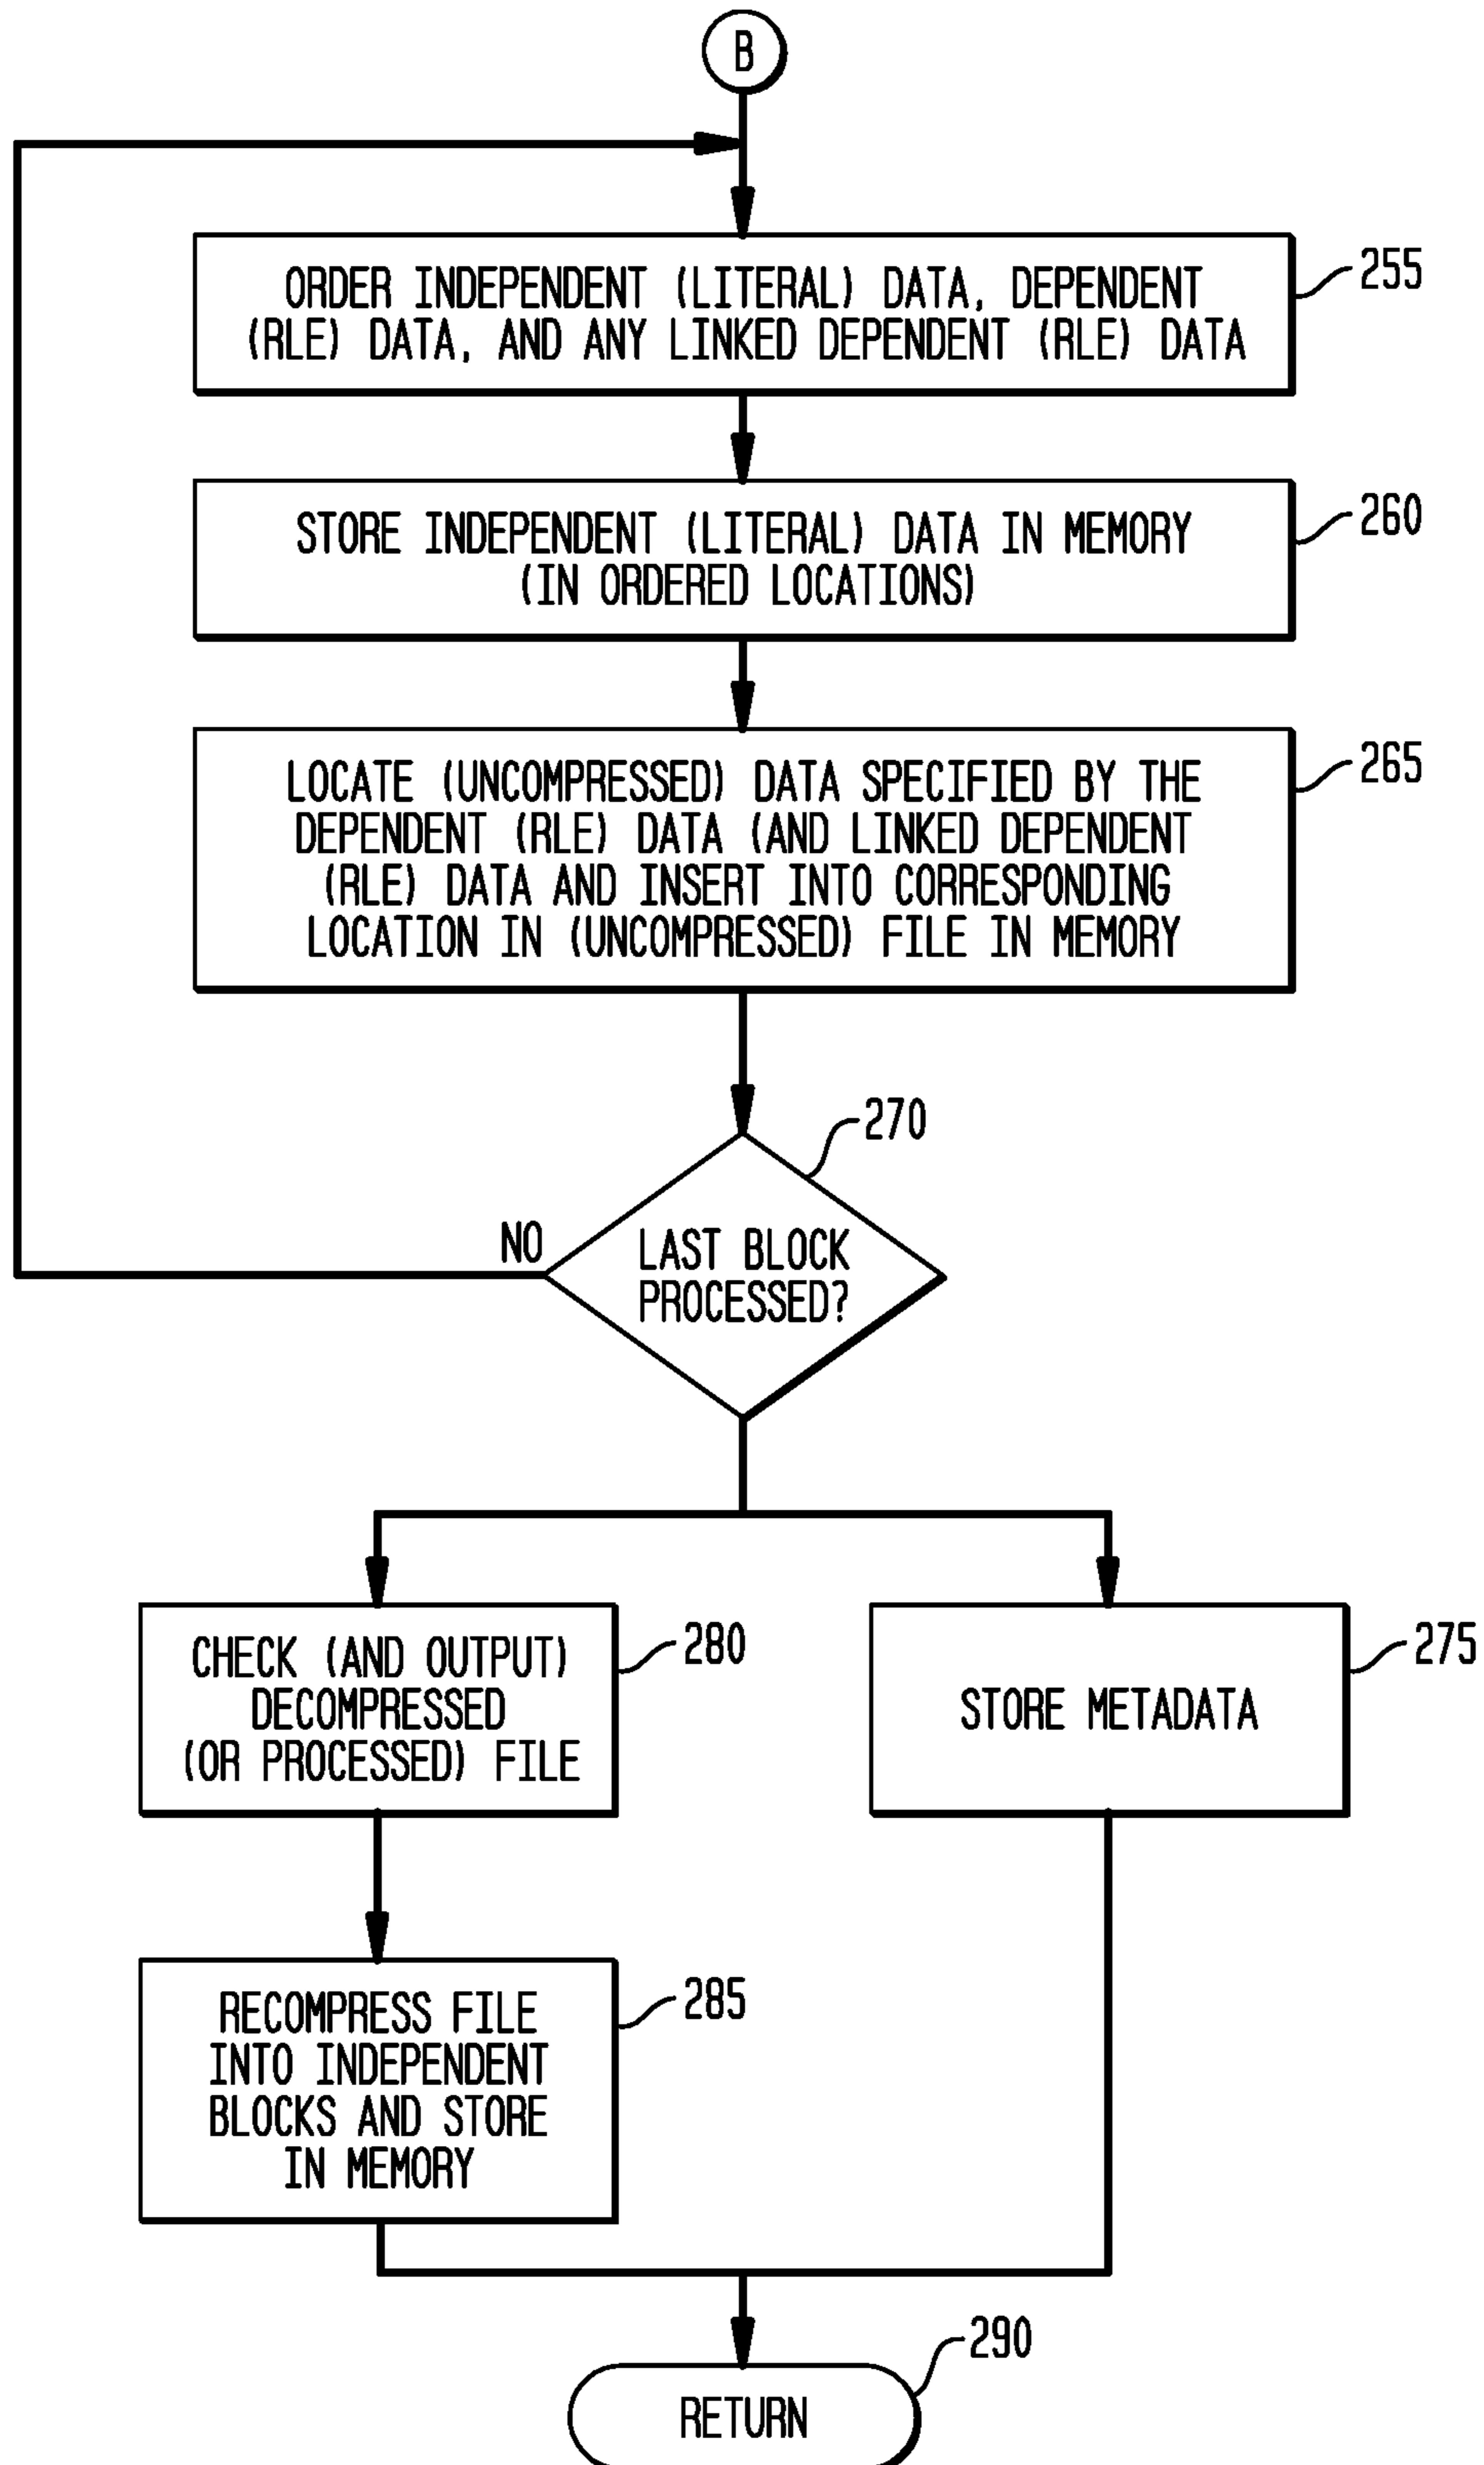 B
ORDER INDEPENDENT (LITERAL) DATA, DEPENDENT
(RLE) DATA, AND ANY LINKED DEPENDENT (RLE) DATA
255
STORE INDEPENDENT (LITERAL) DATA IN MEMORY
(IN ORDERED LOCATIONS)
260
LOCATE (UNCOMPRESSED) DATA SPECIFIED BY THE
DEPENDENT (RLE) DATA (AND LINKED DEPENDENT
(RLE) DATA AND INSERT INTO CORRESPONDING
LOCATION IN (UNCOMPRESSED) FILE IN MEMORY
265
270
NO
LAST BLOCK
PROCESSED?
CHECK (AND OUTPUT)
DECOMPRESSED
(OR PROCESSED) FILE
280
STORE METADATA
275
RECOMPRESS FILE
INTO INDEPENDENT
BLOCKS AND STORE
IN MEMORY
285
290
RETURN